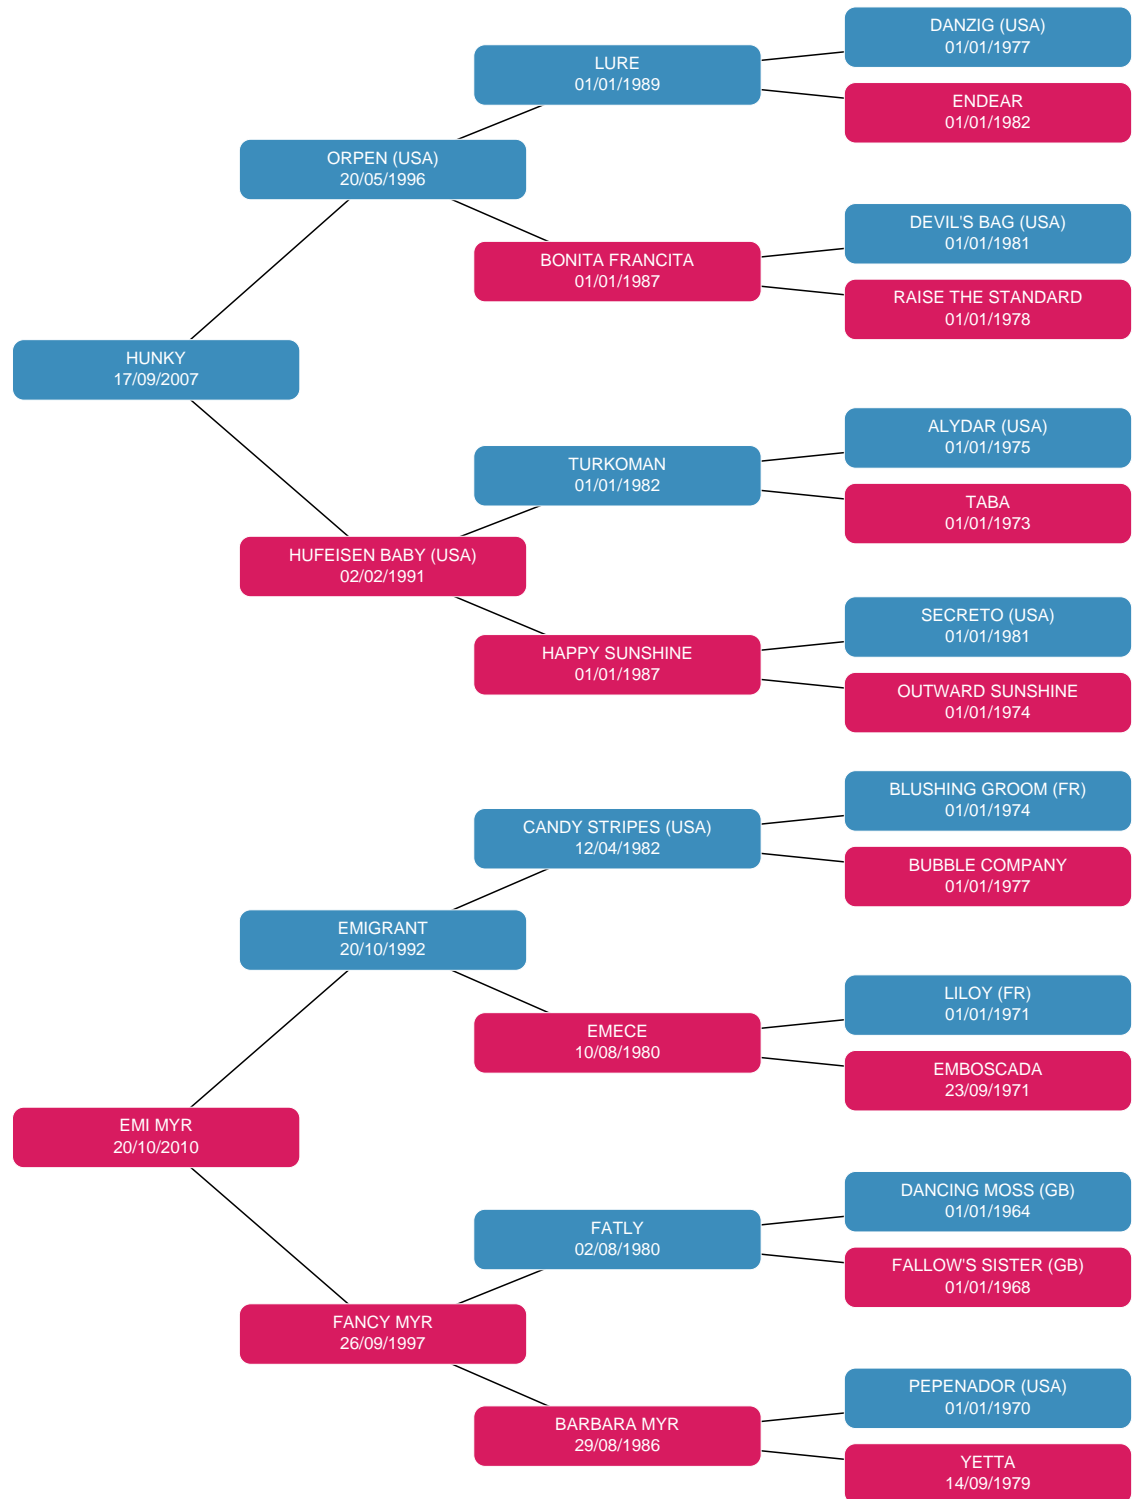 DANZIG (USA)
01/01/1977
LURE
01/01/1989
ENDEAR
01/01/1982
ORPEN (USA)
20/05/1996
DEVIL'S BAG (USA)
01/01/1981
BONITA FRANCITA
01/01/1987
RAISE THE STANDARD
01/01/1978
HUNKY
17/09/2007
ALYDAR (USA)
01/01/1975
TURKOMAN
01/01/1982
TABA
01/01/1973
HUFEISEN BABY (USA)
02/02/1991
SECRETO (USA)
01/01/1981
HAPPY SUNSHINE
01/01/1987
OUTWARD SUNSHINE
01/01/1974
BLUSHING GROOM (FR)
01/01/1974
CANDY STRIPES (USA)
12/04/1982
BUBBLE COMPANY
01/01/1977
EMIGRANT
20/10/1992
LILOY (FR)
01/01/1971
EMECE
10/08/1980
EMBOSCADA
23/09/1971
EMI MYR
20/10/2010
DANCING MOSS (GB)
01/01/1964
FATLY
02/08/1980
FALLOW'S SISTER (GB)
01/01/1968
FANCY MYR
26/09/1997
PEPENADOR (USA)
01/01/1970
BARBARA MYR
29/08/1986
YETTA
14/09/1979